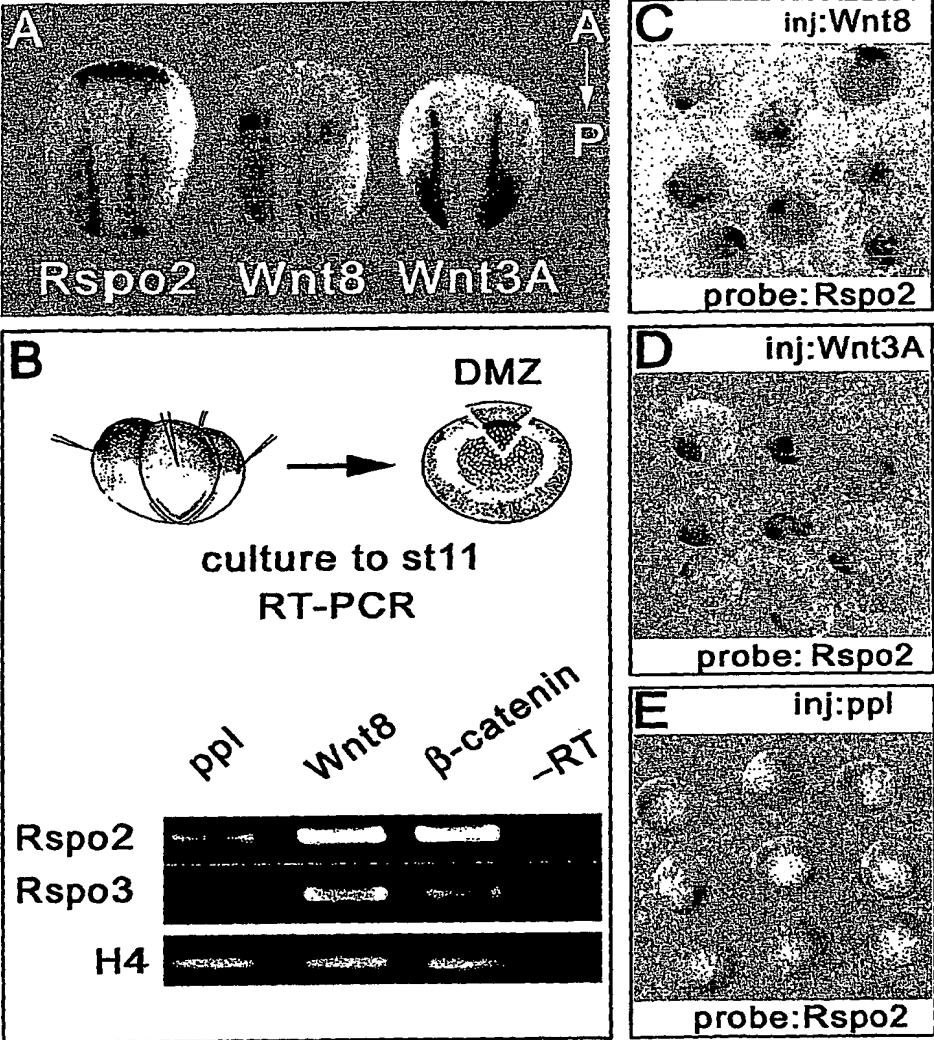 A
A
P
Rspo2 Wnt8 Wnt3A
B
DMZ
culture to st11
RT-PCR
ppl Wnt8 β-catenin –RT
Rspo2
Rspo3
H4
C inj:Wnt8
probe:Rspo2
D inj:Wnt3A
probe: Rspo2
E inj:ppl
probe:Rspo2